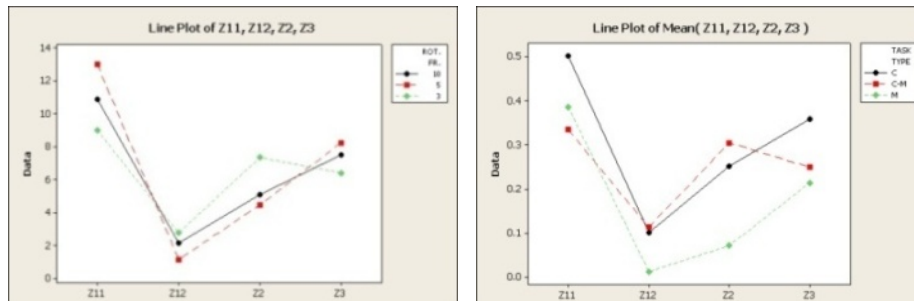 Line Plot of Z11, Z12, Z2, Z3
14
12
10
8
6
4
2
0
Data
Z11 Z12 Z2 Z3
ROT.
FR.
10
5
3
Line Plot of Mean( Z11, Z12, Z2, Z3 )
0.5
0.4
0.3
0.2
0.1
0.0
Data
Z11 Z12 Z2 Z3
TASK
TYPE
C
C-M
M